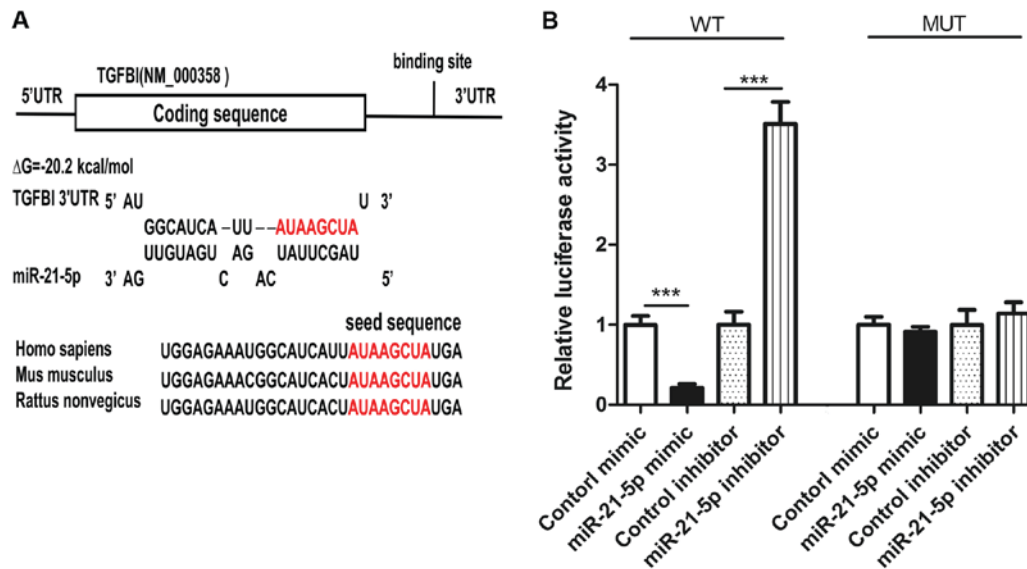 A
TGFBI(NM_000358 )
binding site
5'UTR
3'UTR
Coding sequence
ΔG=-20.2 kcal/mol
TGFBI 3'UTR 5' AU U 3'
GGCAUCA –UU – –AUAAGCUA
UUGUAGU AG UAUUCGAU
miR-21-5p 3' AG C AC 5'
seed sequence
Homo sapiens UGGAGAAAUGGCAUCAUUAUAAGCUAUGA
Mus musculus UGGAGAAACGGCAUCACUAUAAGCUAUGA
Rattus nonvegicus UGGAGAAAUGGCAUCACUAUAAGCUAUGA
B
WT
MUT
Relative luciferase activity
4
3
2
1
0
***
***
Contorl mimic
miR-21-5p mimic
Control inhibitor
miR-21-5p inhibitor
Contorl mimic
miR-21-5p mimic
Control inhibitor
miR-21-5p inhibitor